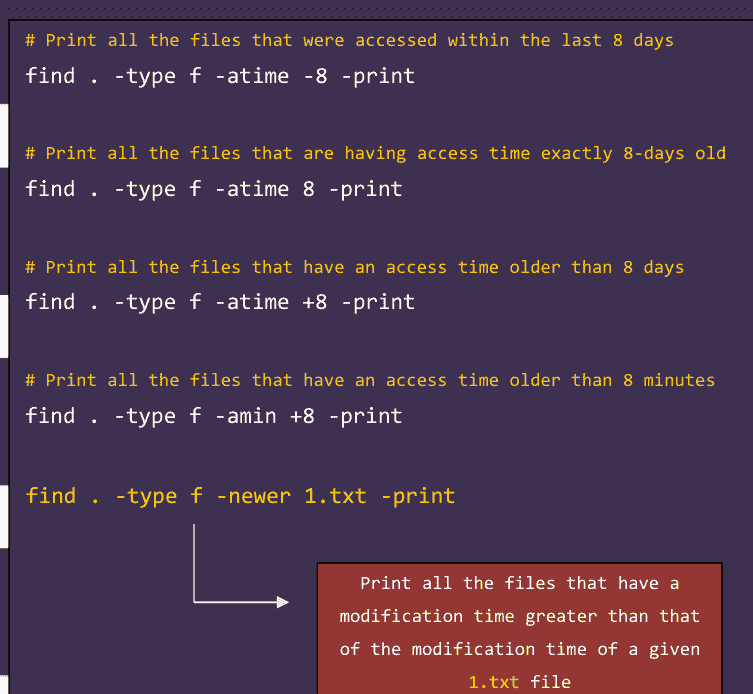 # Print all the files that were accessed within the last 8 days
find . -type f -atime -8 -print
# Print all the files that are having access time exactly 8-days old
find . -type f -atime 8 -print
# Print all the files that have an access time older than 8 days
find . -type f -atime +8 -print
# Print all the files that have an access time older than 8 minutes
find . -type f -amin +8 -print
find . -type f -newer 1.txt -print
Print all the files that have a
modification time greater than that
of the modification time of a given
1.txt file